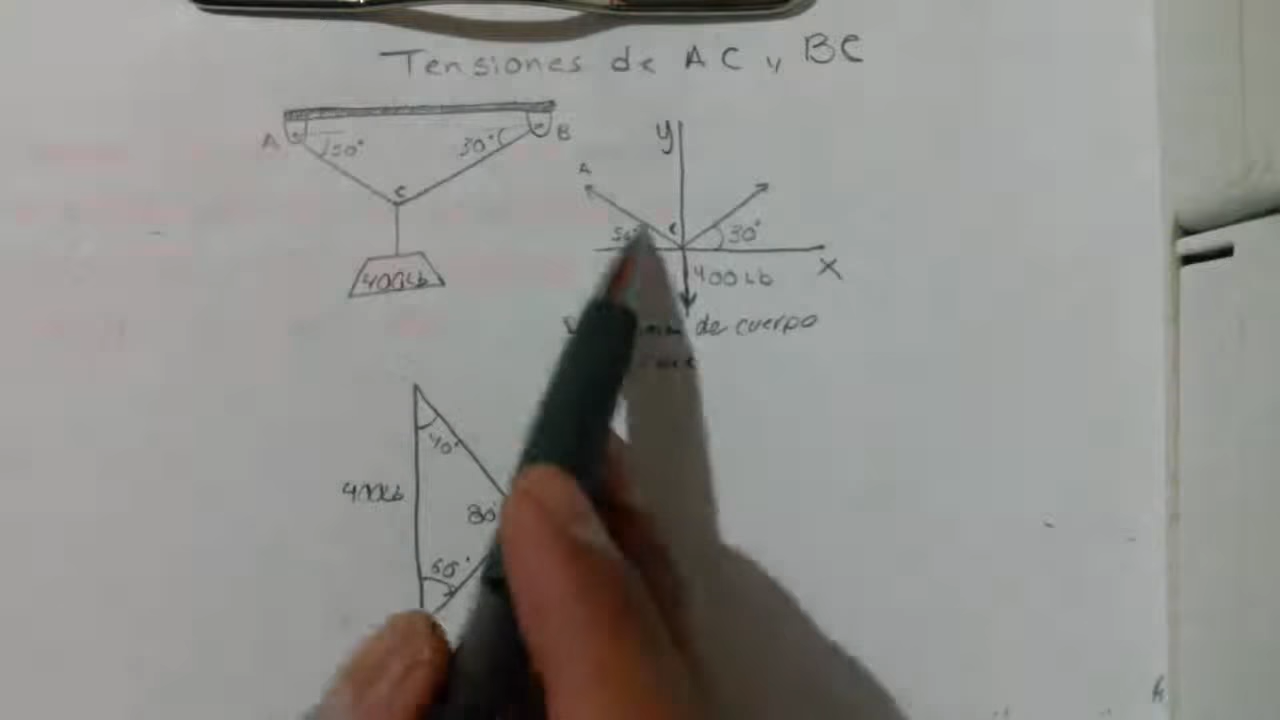 Tensiones de AC y BC
A 50° 30° B
C
400Lb
y
A
C 30°
400Lb X
de cuerpo
40°
400Lb
80°
60°